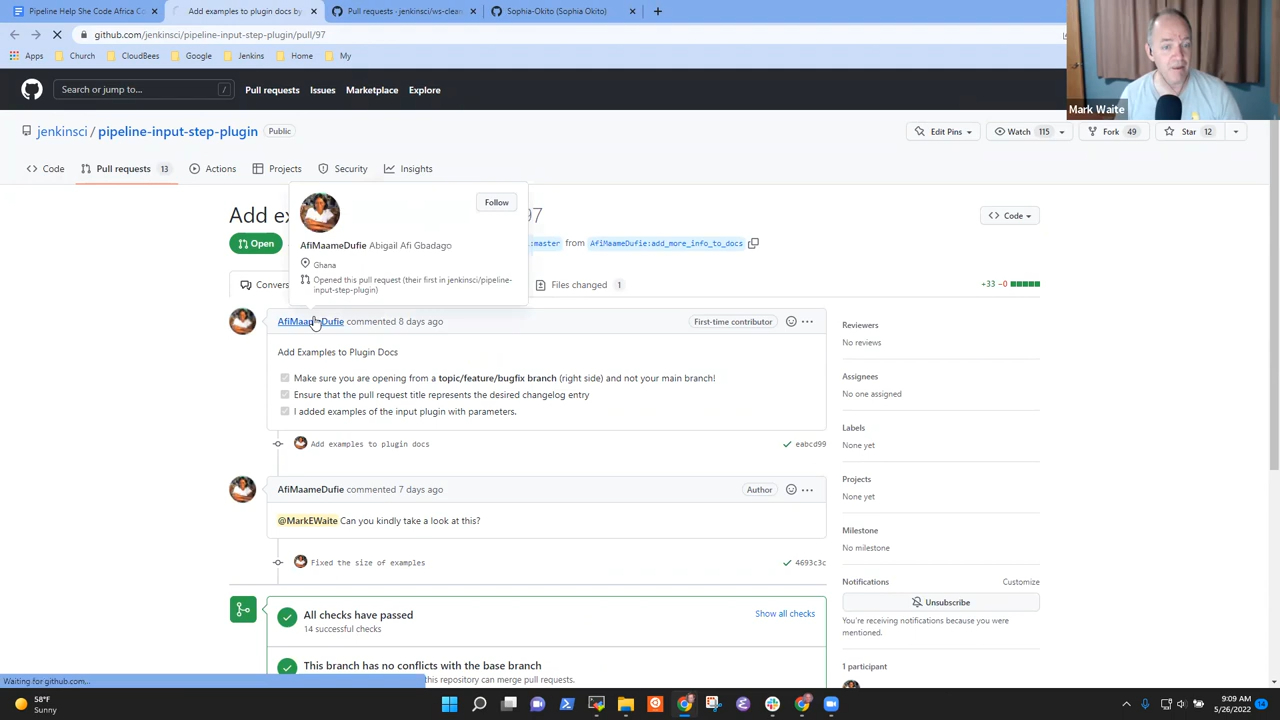 Pipeline Help She Code Africa Co
Add examples to plugin docs by
Pull requests · jenkinsci/ws-clean
Sophia-Okito (Sophia Okito)
github.com/jenkinsci/pipeline-input-step-plugin/pull/97
Apps
Church
CloudBees
Google
Jenkins
Home
My
Mark Waite
Search or jump to...
/
Pull requests
Issues
Marketplace
Explore
jenkinsci / pipeline-input-step-plugin
Public
Edit Pins
Watch 115
Fork 49
Star 12
Code
Pull requests 13
Actions
Projects
Security
Insights
Follow
AfiMaameDufie Abigail Afi Gbadago
Ghana
Opened this pull request (their first in jenkinsci/pipeline-
input-step-plugin)
Add ex
97
Code
Open
:master from AfiMaameDufie:add_more_info_to_docs
Convers
Files changed 1
+33 −0
AfiMaameDufie commented 8 days ago
First-time contributor
Add Examples to Plugin Docs
Make sure you are opening from a topic/feature/bugfix branch (right side) and not your main branch!
Ensure that the pull request title represents the desired changelog entry
I added examples of the input plugin with parameters.
Add examples to plugin docs
eabcd99
AfiMaameDufie commented 7 days ago
Author
@MarkEWaite Can you kindly take a look at this?
Fixed the size of examples
4693c3c
All checks have passed
14 successful checks
Show all checks
This branch has no conflicts with the base branch
this repository can merge pull requests.
Reviewers
No reviews
Assignees
No one assigned
Labels
None yet
Projects
None yet
Milestone
No milestone
Notifications
Customize
Unsubscribe
You're receiving notifications because you were
mentioned.
1 participant
Waiting for github.com...
58°F
Sunny
9:09 AM
5/26/2022
14